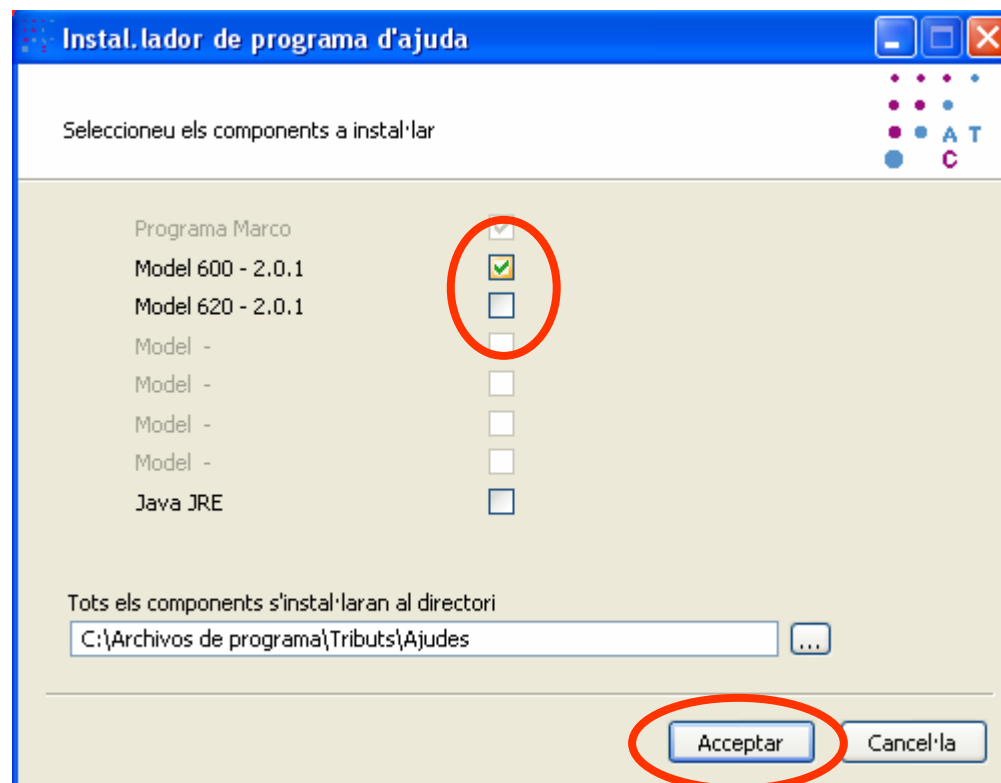 Instal.lador de programa d'ajuda
Seleccioneu els components a instal·lar
A T
C
Programa Marco
Model 600 - 2.0.1
Model 620 - 2.0.1
Model -
Model -
Model -
Model -
Java JRE
Tots els components s'instal·laran al directori
C:\Archivos de programa\Tributs\Ajudes
...
Acceptar
Cancel·la